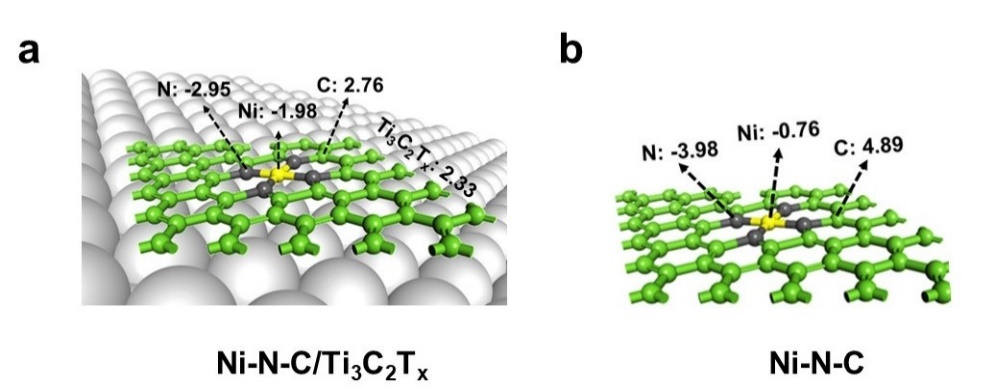 a
N: -2.95
Ni: -1.98
C: 2.76
Ti₃C₂Tₓ: 2.33
Ni-N-C/Ti₃C₂Tₓ
b
N: -3.98
Ni: -0.76
C: 4.89
Ni-N-C